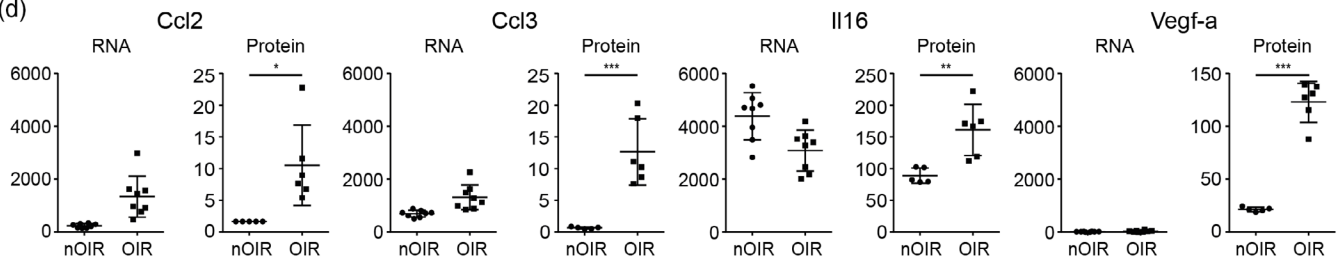 (d)
Ccl2 Ccl3 Il16 Vegf-a
RNA Protein RNA Protein RNA Protein RNA Protein
* *** ** ***
6000 25 6000 25 6000 250 6000 150
20 20 200
4000 15 4000 15 4000 150 4000 100
10 10 100
2000 2000 2000 2000 50
5 5 50
0 0 0 0 0 0 0 0
nOIR OIR nOIR OIR nOIR OIR nOIR OIR nOIR OIR nOIR OIR nOIR OIR nOIR OIR